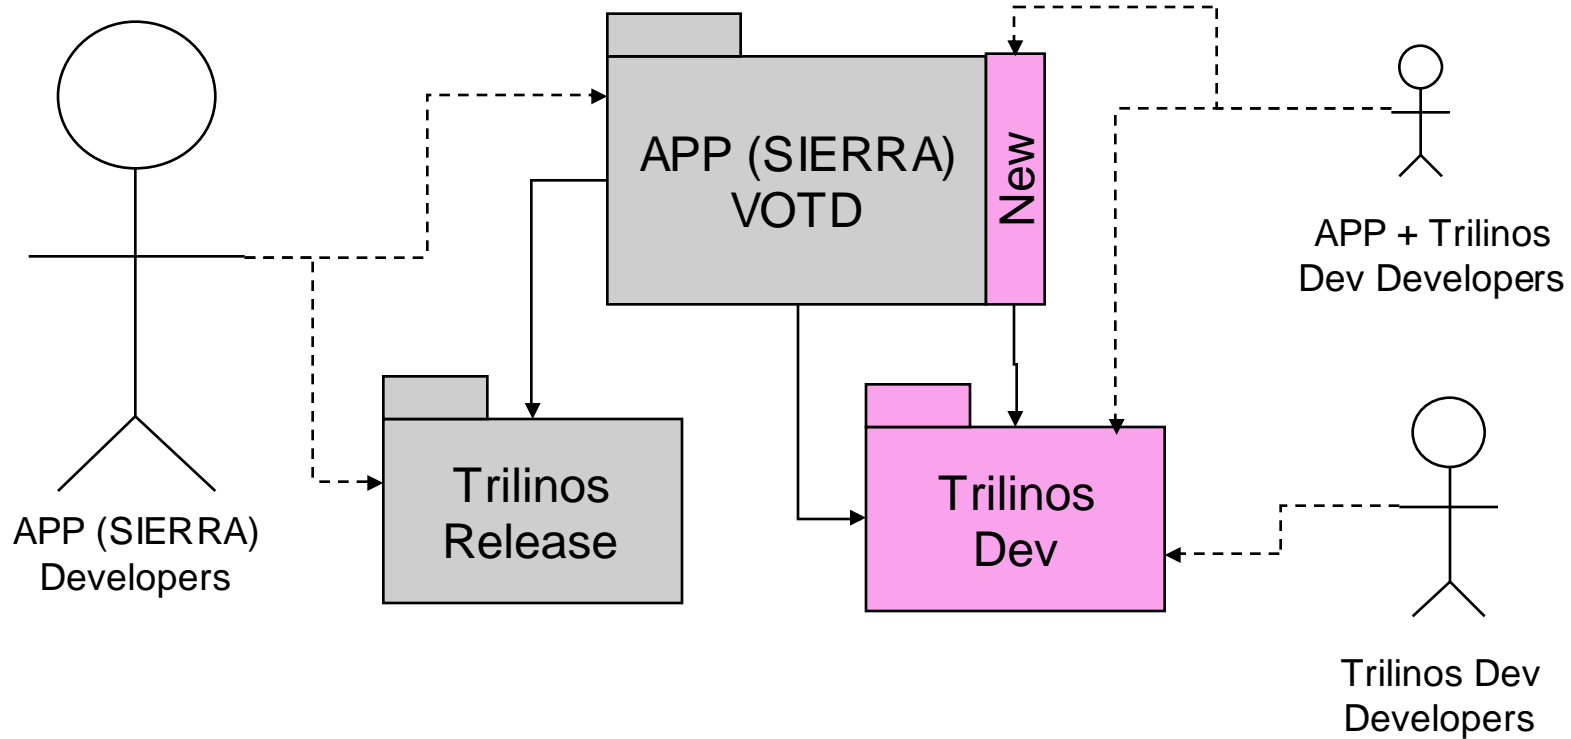 APP (SIERRA)
VOTD
New
APP + Trilinos
Dev Developers
Trilinos
Release
Trilinos
Dev
APP (SIERRA)
Developers
Trilinos Dev
Developers